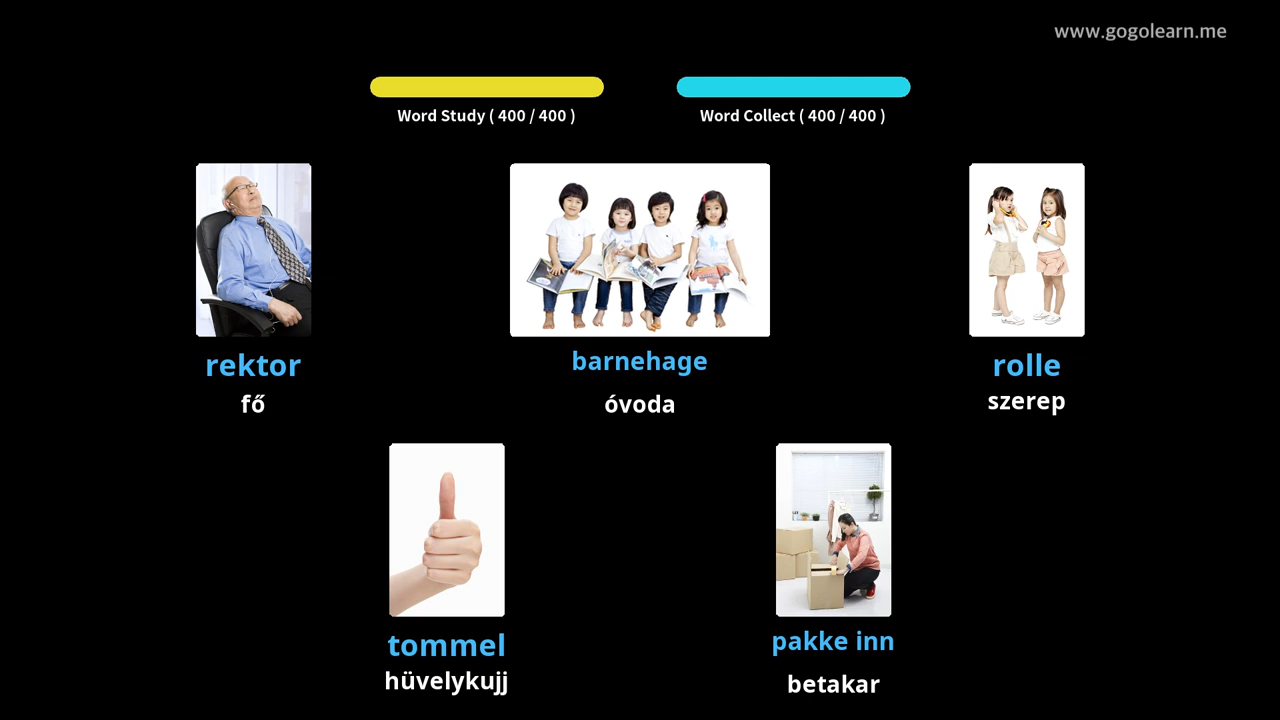 www.gogolearn.me
Word Study ( 400 / 400 )
Word Collect ( 400 / 400 )
rektor
fő
barnehage
óvoda
rolle
szerep
tommel
hüvelykujj
pakke inn
betakar